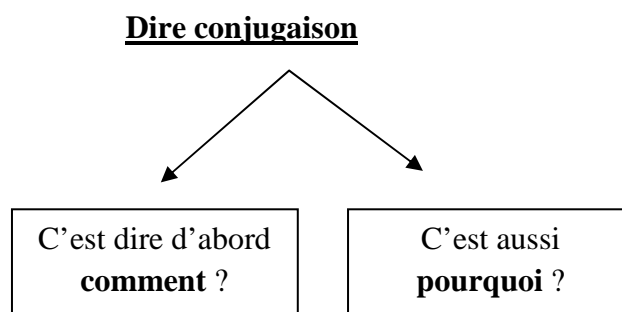 Dire conjugaison
C’est dire d’abord
comment ?
C’est aussi
pourquoi ?